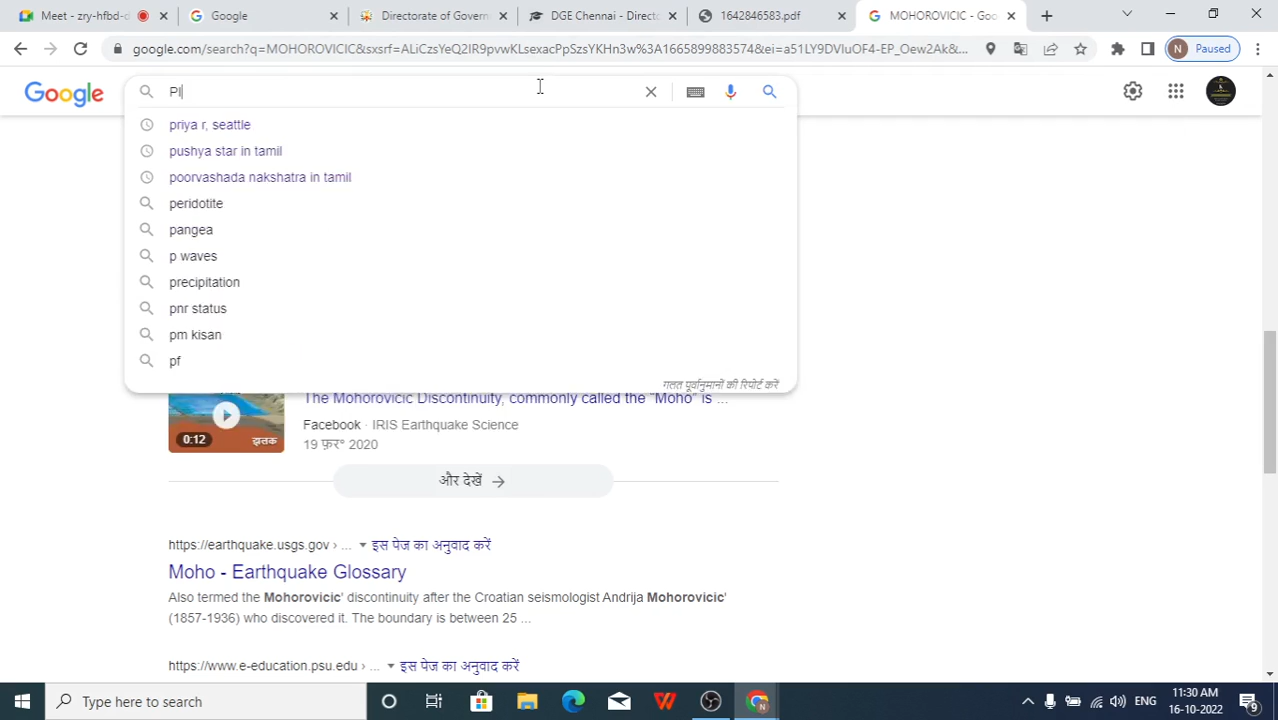 Meet - zry-hfbd-
Google
Directorate of Governm
DGE Chennai - Directo
1642846583.pdf
MOHOROVICIC - Goo
google.com/search?q=MOHOROVICIC&sxsrf=ALiCzsYeQ2IR9pvwKLsexacPpSzsYKHn3w%3A1665899883574&ei=a51LY9DVIuOF4-EP_Oew2Ak&...
Paused
Google
Pl
priya r, seattle
pushya star in tamil
poorvashada nakshatra in tamil
peridotite
pangea
p waves
precipitation
pnr status
pm kisan
pf
गलत पूर्वानुमानों की रिपोर्ट करें
The Mohorovicic Discontinuity, commonly called the "Moho" is ...
Facebook · IRIS Earthquake Science
0:12
झलक
19 फ़र॰ 2020
और देखें
https://earthquake.usgs.gov › ... इस पेज का अनुवाद करें
Moho - Earthquake Glossary
Also termed the Mohorovicic' discontinuity after the Croatian seismologist Andrija Mohorovicic'
(1857-1936) who discovered it. The boundary is between 25 ...
https://www.e-education.psu.edu › ... इस पेज का अनुवाद करें
Type here to search
ENG
11:30 AM
16-10-2022
9